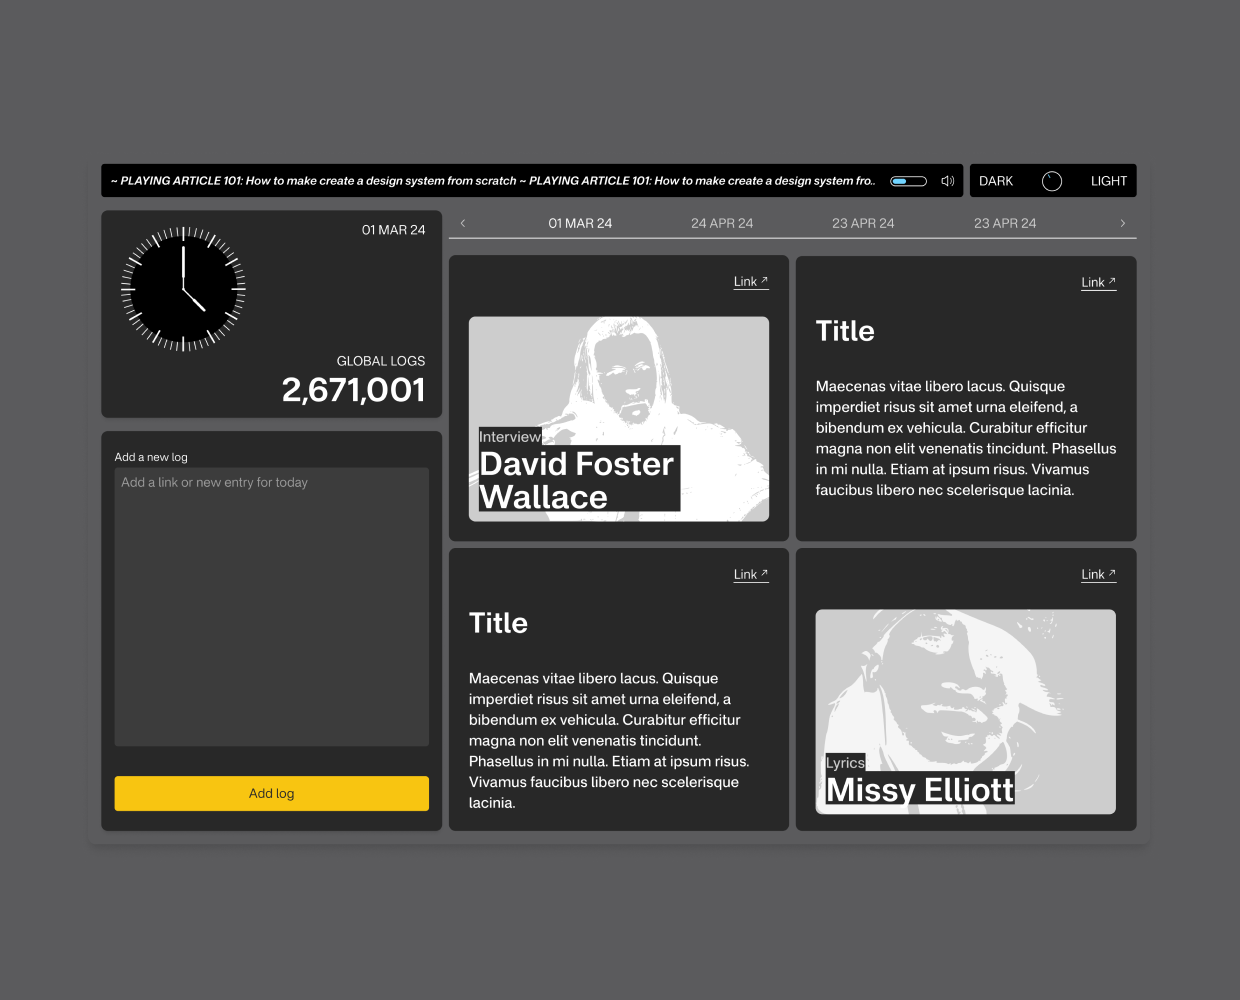 ~ PLAYING ARTICLE 101: How to make create a design system from scratch ~ PLAYING ARTICLE 101: How to make create a design system fro..
DARK
LIGHT
01 MAR 24
GLOBAL LOGS
2,671,001
Add a new log
Add a link or new entry for today
Add log
01 MAR 24
24 APR 24
23 APR 24
23 APR 24
Link ↗
Interview
David Foster
Wallace
Link ↗
Title
Maecenas vitae libero lacus. Quisque
imperdiet risus sit amet urna eleifend, a
bibendum ex vehicula. Curabitur efficitur
magna non elit venenatis tincidunt. Phasellus
in mi nulla. Etiam at ipsum risus. Vivamus
faucibus libero nec scelerisque lacinia.
Link ↗
Title
Maecenas vitae libero lacus. Quisque
imperdiet risus sit amet urna eleifend, a
bibendum ex vehicula. Curabitur efficitur
magna non elit venenatis tincidunt.
Phasellus in mi nulla. Etiam at ipsum risus.
Vivamus faucibus libero nec scelerisque
lacinia.
Link ↗
Lyrics
Missy Elliott